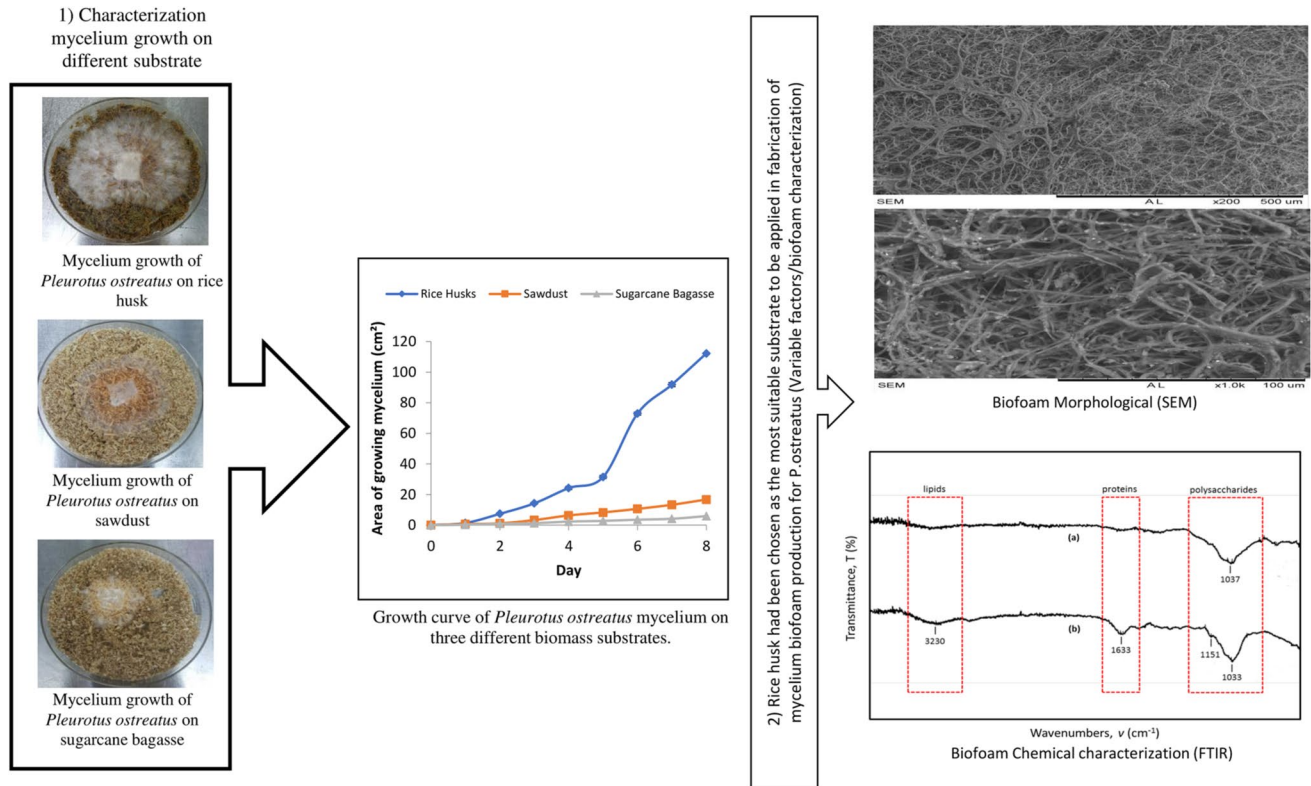 1) Characterization
mycelium growth on
different substrate
Mycelium growth of
Pleurotus ostreatus on rice
husk
Mycelium growth of
Pleurotus ostreatus on
sawdust
Mycelium growth of
Pleurotus ostreatus on
sugarcane bagasse
Rice Husks
Sawdust
Sugarcane Bagasse
Area of growing mycelium (cm²)
120
100
80
60
40
20
0
0 2 4 6 8
Day
Growth curve of Pleurotus ostreatus mycelium on
three different biomass substrates.
2) Rice husk had been chosen as the most suitable substrate to be applied in fabrication of
mycelium biofoam production for P.ostreatus (Variable factors/biofoam characterization)
SEM AL x200 500 um
SEM AL x1.0k 100 um
Biofoam Morphological (SEM)
lipids proteins polysaccharides
Transmittance, T (%)
(a)
1037
(b)
3230
1633
1151
1033
Wavenumbers, ν (cm⁻¹)
Biofoam Chemical characterization (FTIR)